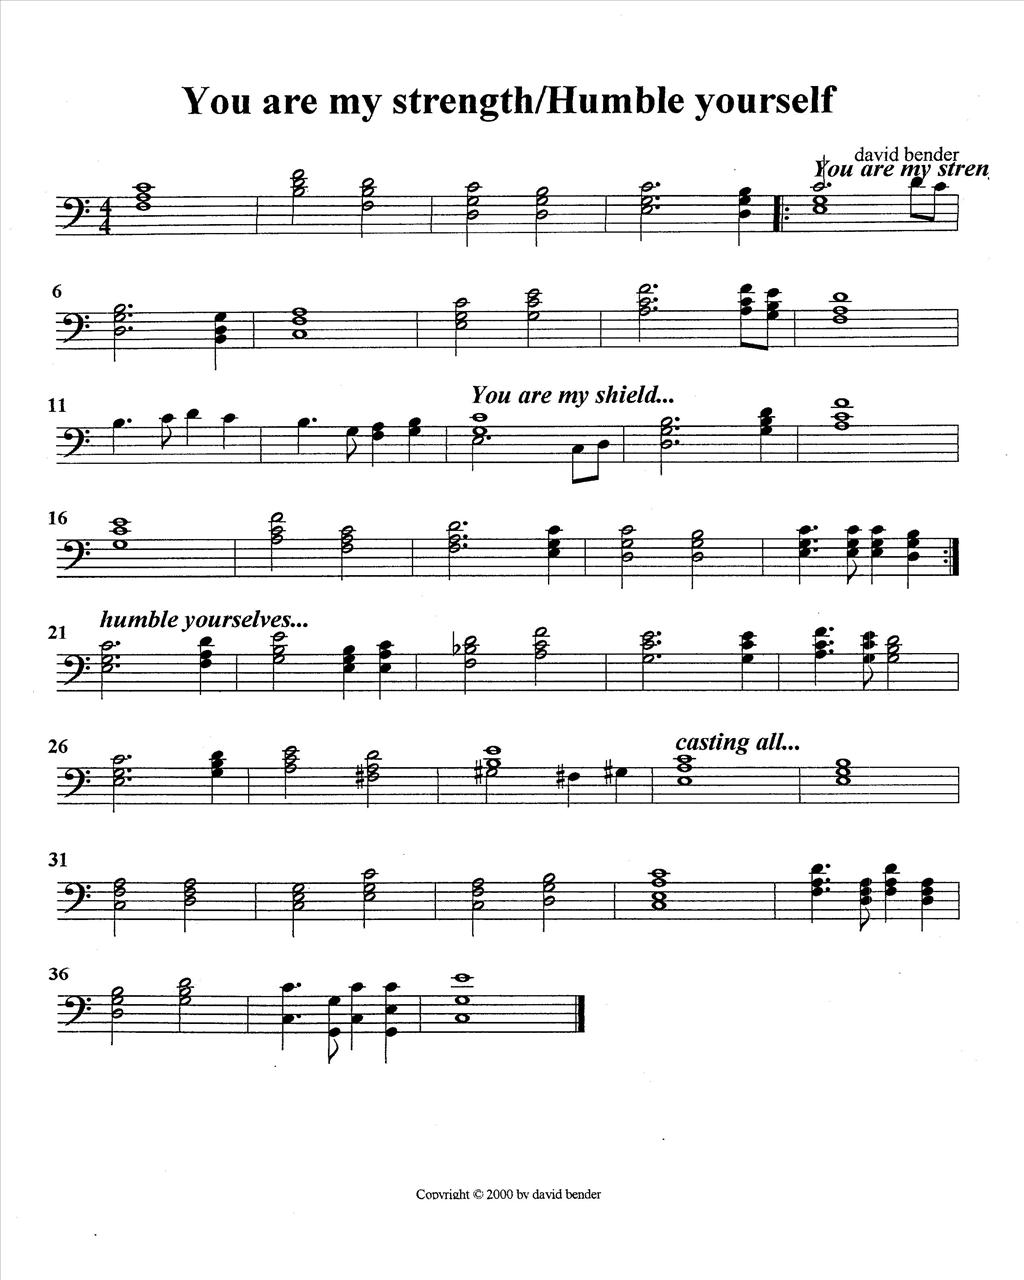 You are my strength/Humble yourself
david bender
You are my stren
6
11
You are my shield...
16
21
humble yourselves...
26
casting all...
31
36
Copyright © 2000 by david bender